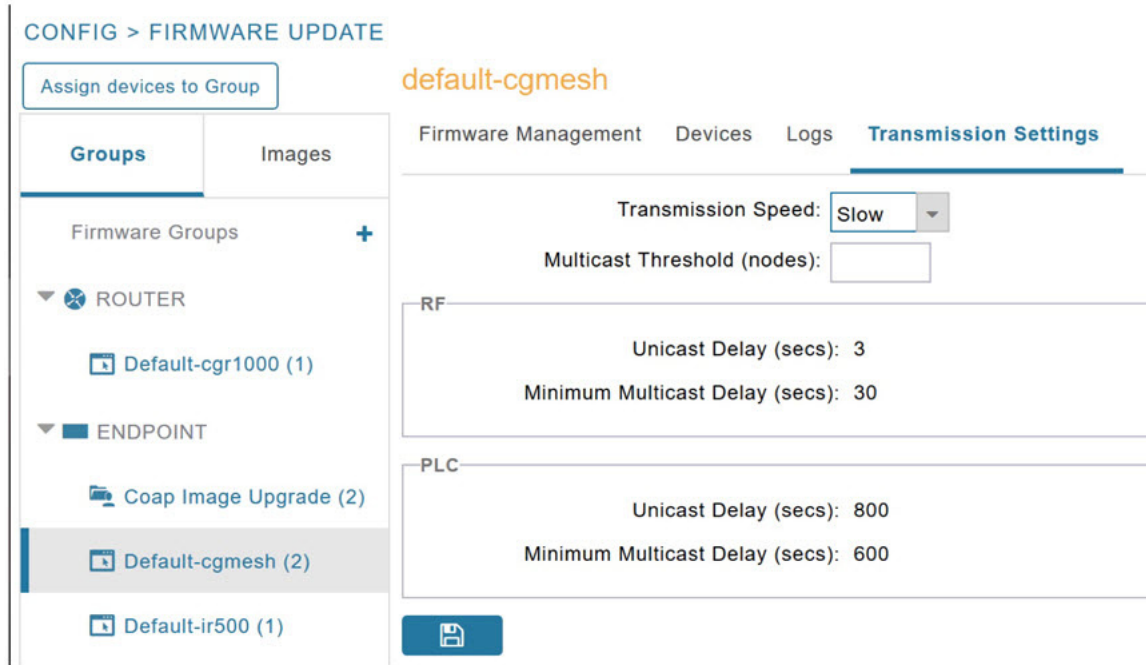 CONFIG > FIRMWARE UPDATE
Assign devices to Group
Groups
Images
Firmware Groups +
ROUTER
Default-cgr1000 (1)
ENDPOINT
Coap Image Upgrade (2)
Default-cgmesh (2)
Default-ir500 (1)
default-cgmesh
Firmware Management Devices Logs Transmission Settings
Transmission Speed: Slow
Multicast Threshold (nodes):
RF
Unicast Delay (secs): 3
Minimum Multicast Delay (secs): 30
PLC
Unicast Delay (secs): 800
Minimum Multicast Delay (secs): 600